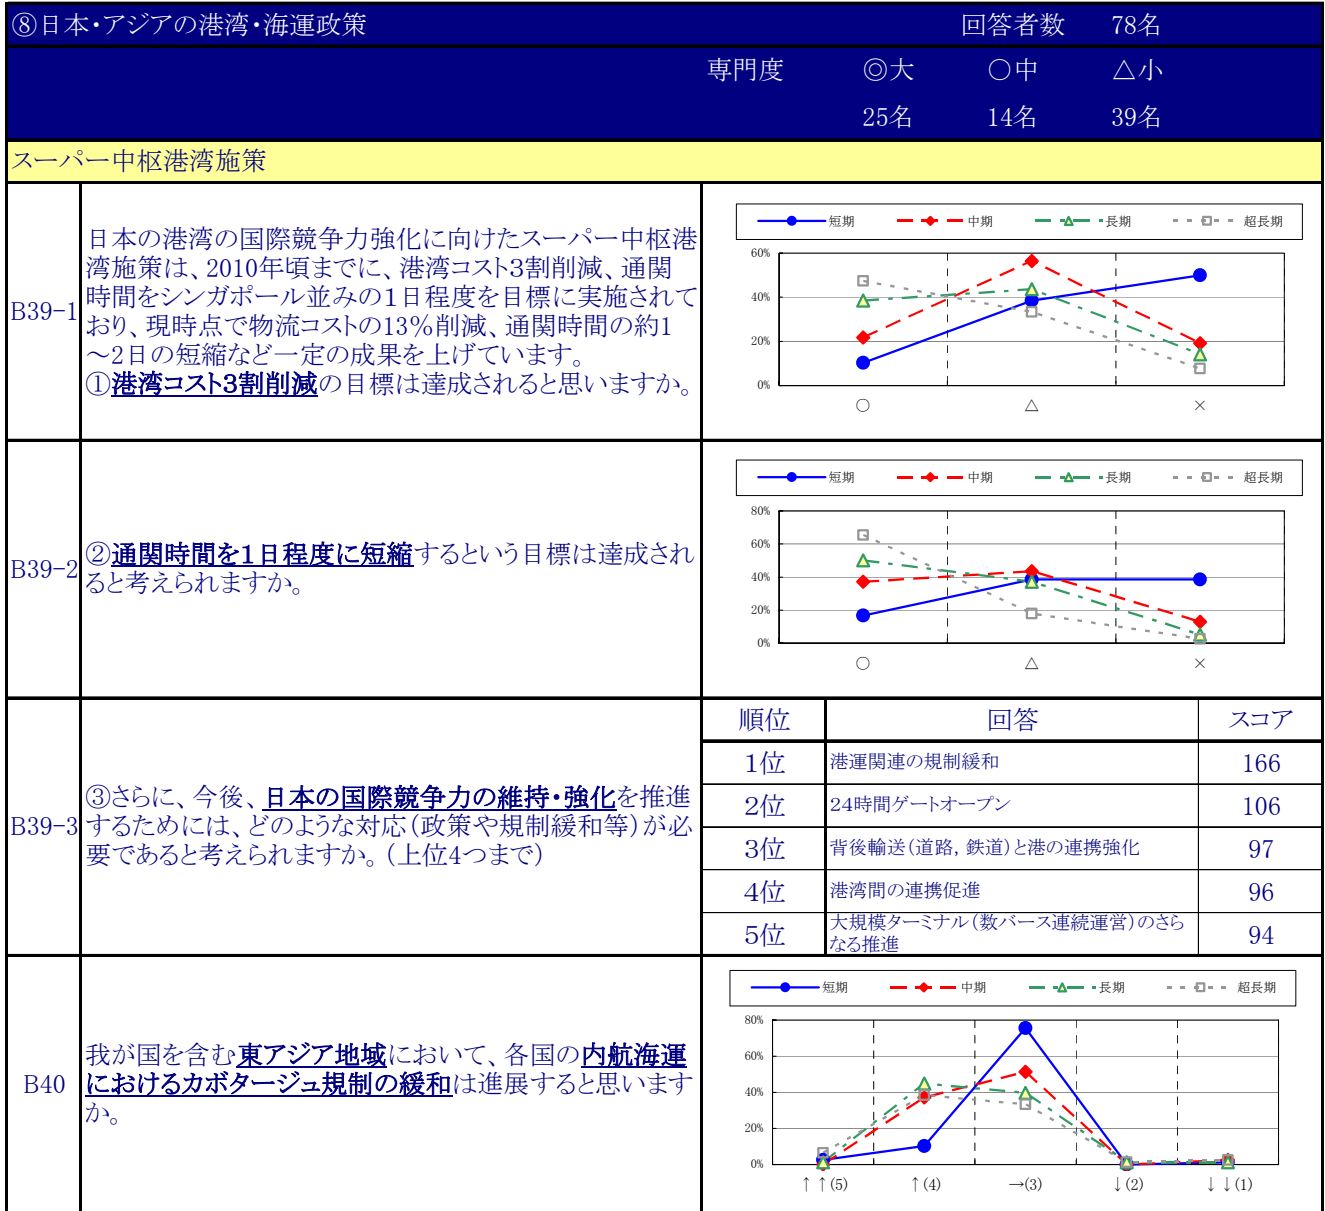 ⑧日本・アジアの港湾・海運政策 回答者数 78名
専門度 ◎大 ○中 △小
25名 14名 39名
スーパー中枢港湾施策
B39-1
日本の港湾の国際競争力強化に向けたスーパー中枢港
湾施策は、2010年頃までに、港湾コスト3割削減、通関
時間をシンガポール並みの1日程度を目標に実施されて
おり、現時点で物流コストの13%削減、通関時間の約1
～2日の短縮など一定の成果を上げています。
①港湾コスト3割削減の目標は達成されると思いますか。
短期 中期 長期 超長期
60%
40%
20%
0%
○ △ ×
B39-2
②通関時間を1日程度に短縮するという目標は達成され
ると考えられますか。
短期 中期 長期 超長期
80%
60%
40%
20%
0%
○ △ ×
B39-3
③さらに、今後、日本の国際競争力の維持・強化を推進
するためには、どのような対応(政策や規制緩和等)が必
要であると考えられますか。(上位4つまで)
順位 回答 スコア
1位 港運関連の規制緩和 166
2位 24時間ゲートオープン 106
3位 背後輸送(道路,鉄道)と港の連携強化 97
4位 港湾間の連携促進 96
5位 大規模ターミナル(数バース連続運営)のさら
なる推進 94
B40
我が国を含む東アジア地域において、各国の内航海運
におけるカボタージュ規制の緩和は進展すると思います
か。
短期 中期 長期 超長期
80%
60%
40%
20%
0%
↑↑(5) ↑(4) →(3) ↓(2) ↓↓(1)